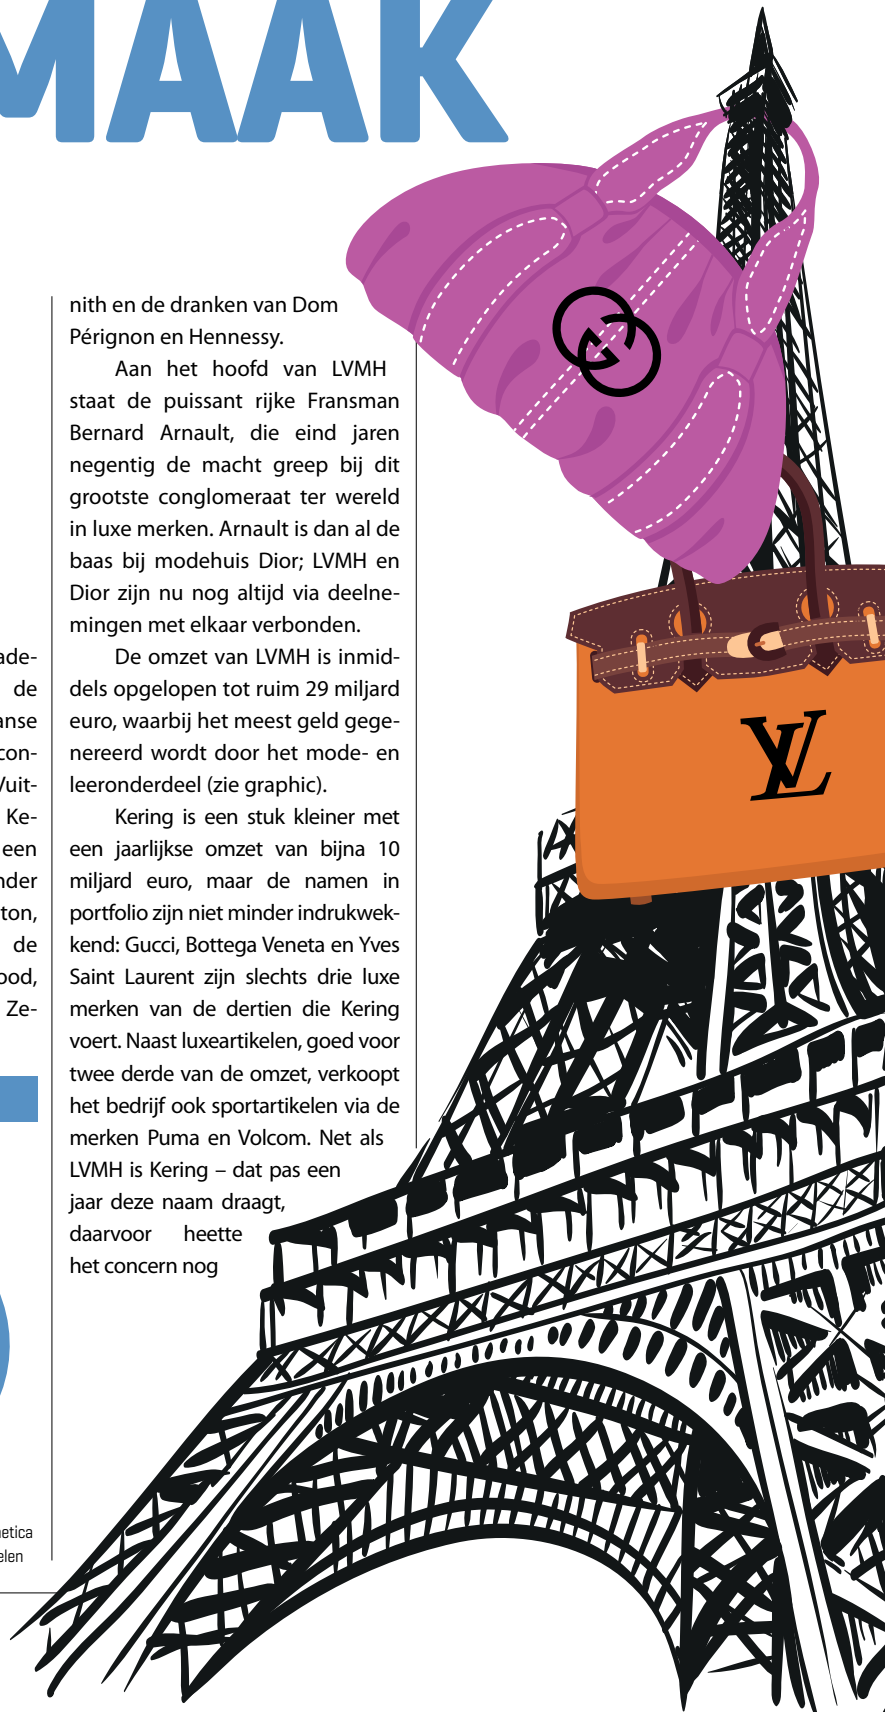 MAAK
ade-
de
anse
con-
Vuit-
Ke-
een
nder
ton,
de
ood,
Ze-
netica
elen
nith en de dranken van Dom
Pérignon en Hennessy.
Aan het hoofd van LVMH
staat de puissant rijke Fransman
Bernard Arnault, die eind jaren
negentig de macht greep bij dit
grootste conglomeraat ter wereld
in luxe merken. Arnault is dan al de
baas bij modehuis Dior; LVMH en
Dior zijn nu nog altijd via deelne-
mingen met elkaar verbonden.
De omzet van LVMH is inmid-
dels opgelopen tot ruim 29 miljard
euro, waarbij het meest geld gege-
nereerd wordt door het mode- en
leeronderdeel (zie graphic).
Kering is een stuk kleiner met
een jaarlijkse omzet van bijna 10
miljard euro, maar de namen in
portfolio zijn niet minder indrukwek-
kend: Gucci, Bottega Veneta en Yves
Saint Laurent zijn slechts drie luxe
merken van de dertien die Kering
voert. Naast luxeartikelen, goed voor
twee derde van de omzet, verkoopt
het bedrijf ook sportartikelen via de
merken Puma en Volcom. Net als
LVMH is Kering – dat pas een
jaar deze naam draagt,
daarvoor heette
het concern nog
GG
LV